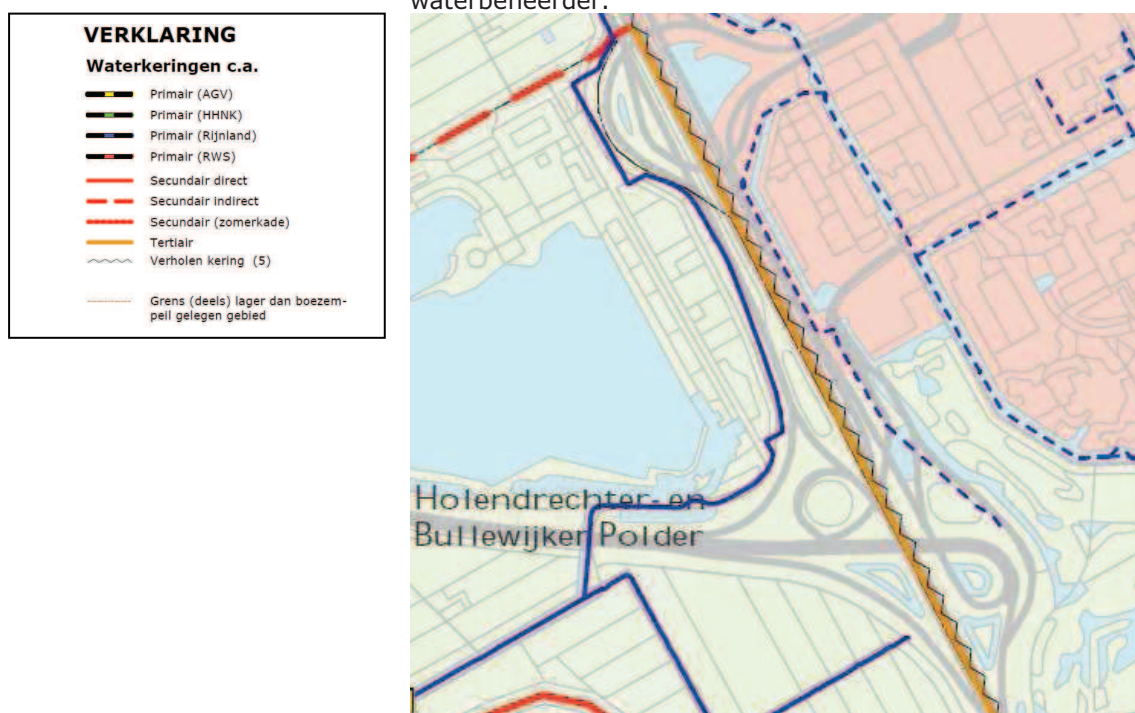 waterbeheerder.
VERKLARING
Waterkeringen c.a.
Primair (AGV)
Primair (HHNK)
Primair (Rijnland)
Primair (RWS)
Secundair direct
Secundair indirect
Secundair (zomerkade)
Tertiair
Verholen kering (5)
Grens (deels) lager dan boezem-
peil gelegen gebied
Holendrechter- en
Bullewijker Polder